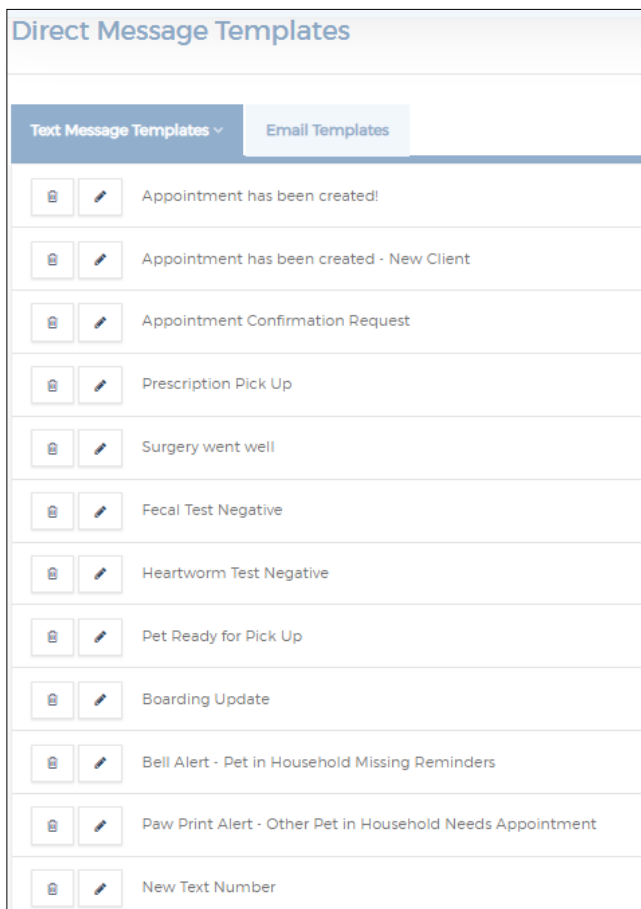 Direct Message Templates
Text Message Templates
Email Templates
Appointment has been created!
Appointment has been created - New Client
Appointment Confirmation Request
Prescription Pick Up
Surgery went well
Fecal Test Negative
Heartworm Test Negative
Pet Ready for Pick Up
Boarding Update
Bell Alert - Pet in Household Missing Reminders
Paw Print Alert - Other Pet in Household Needs Appointment
New Text Number